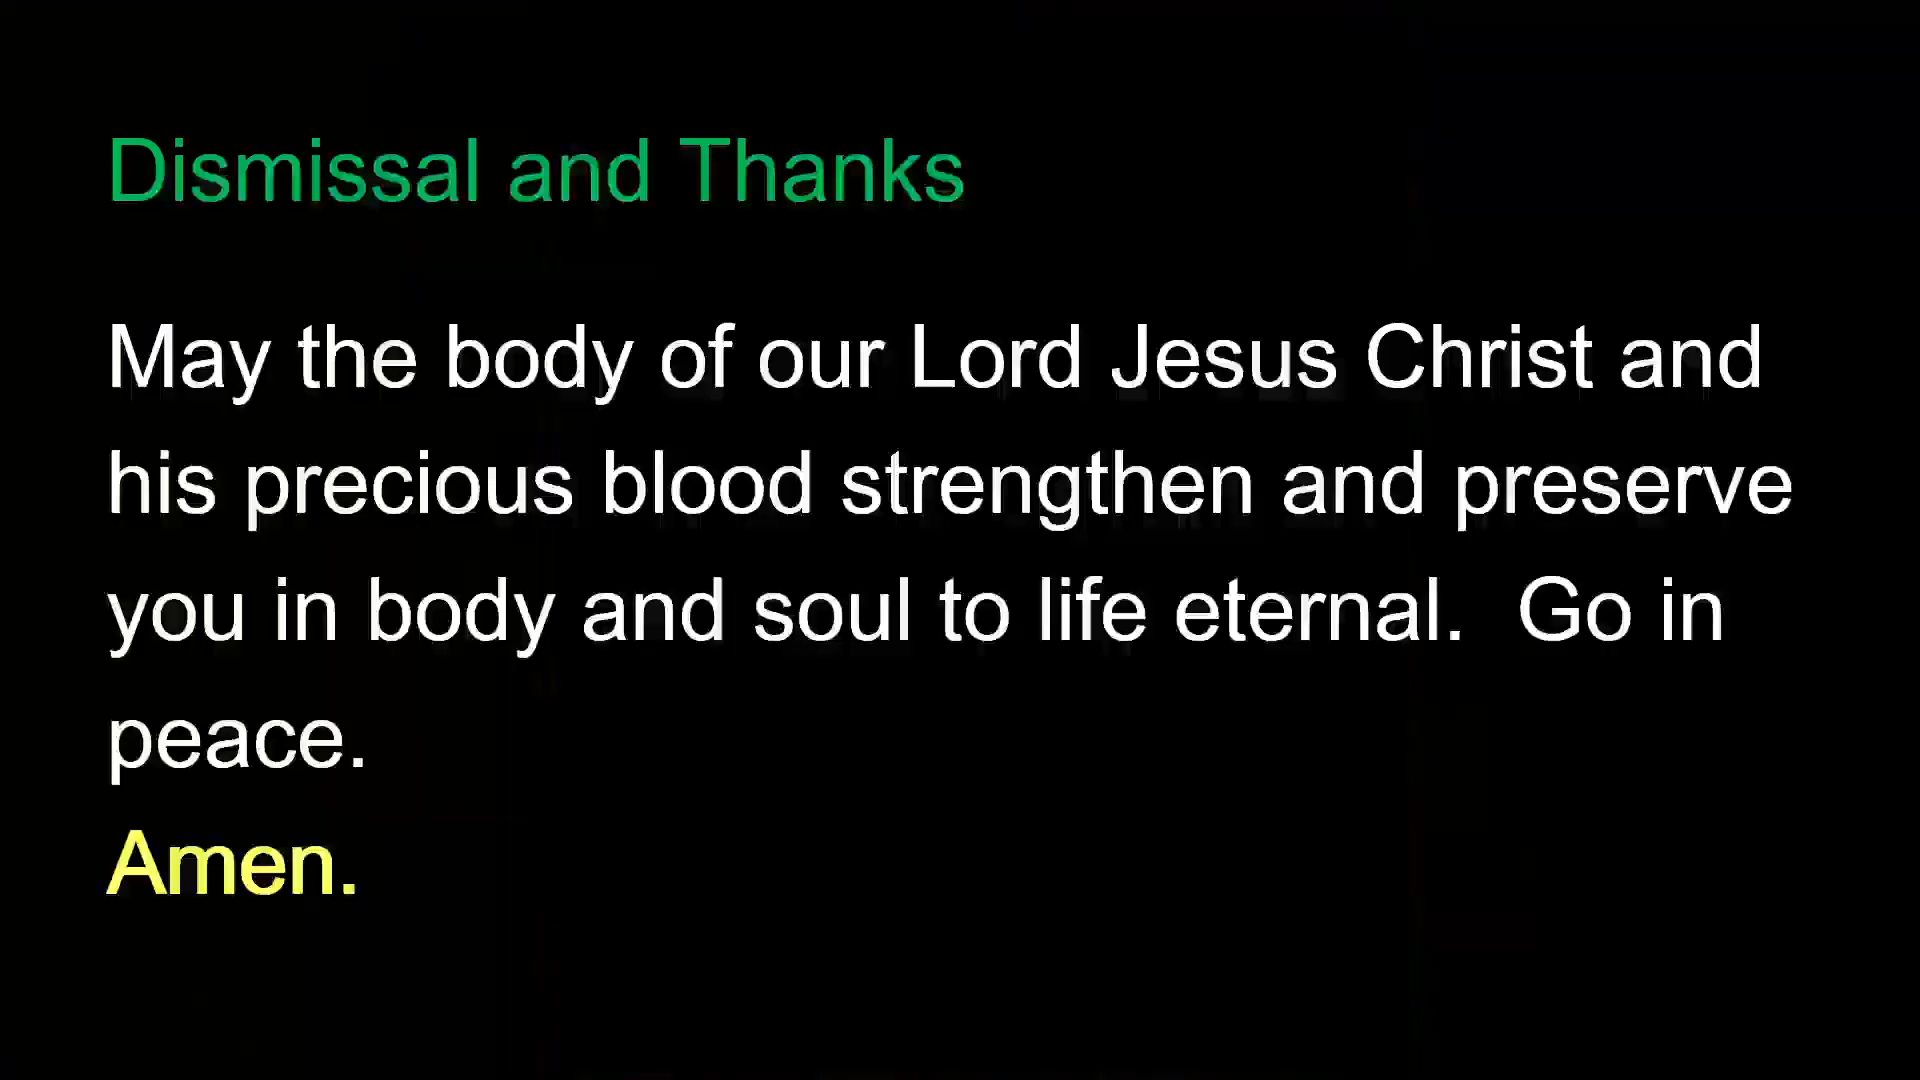 Dismissal and Thanks
May the body of our Lord Jesus Christ and
his precious blood strengthen and preserve
you in body and soul to life eternal.  Go in
peace.
Amen.